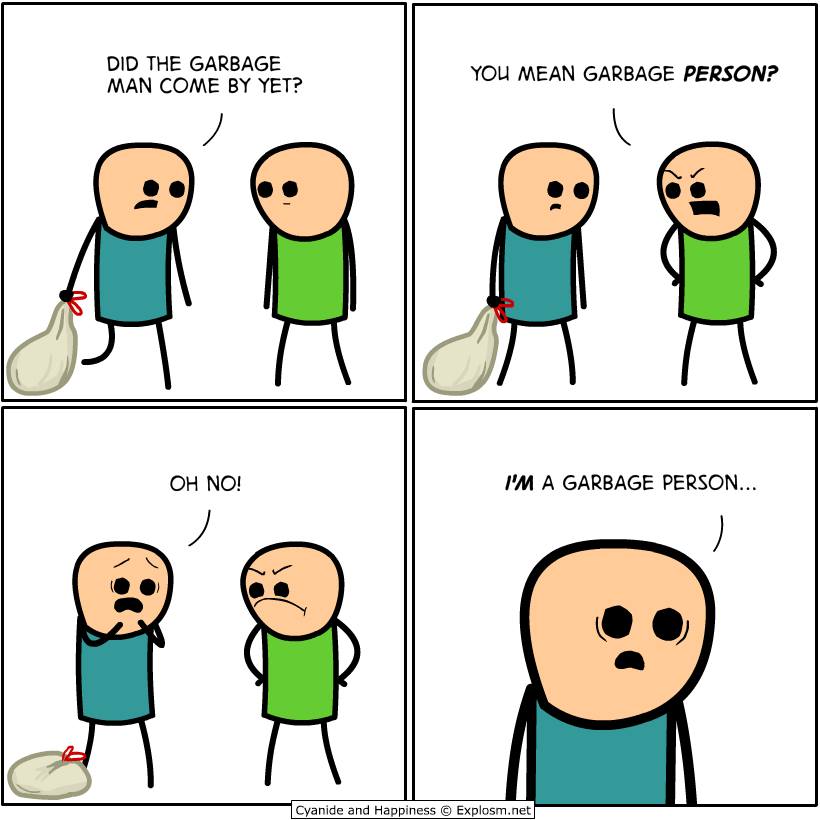 DID THE GARBAGE
MAN COME BY YET?
YOU MEAN GARBAGE PERSON?
OH NO!
I'M A GARBAGE PERSON...
Cyanide and Happiness © Explosm.net